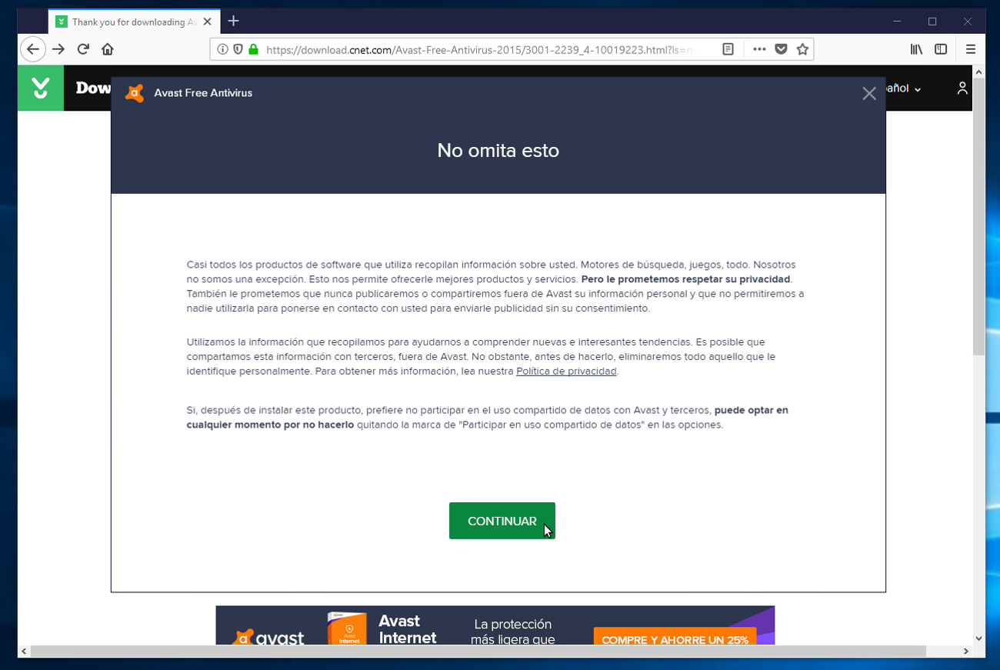 Thank you for downloading Av
https://download.cnet.com/Avast-Free-Antivirus-2015/3001-2239_4-10019223.html?ls=m
Dow
pañol
Avast Free Antivirus
No omita esto
Casi todos los productos de software que utiliza recopilan información sobre usted. Motores de búsqueda, juegos, todo. Nosotros
no somos una excepción. Esto nos permite ofrecerle mejores productos y servicios. Pero le prometemos respetar su privacidad.
También le prometemos que nunca publicaremos o compartiremos fuera de Avast su información personal y que no permitiremos a
nadie utilizarla para ponerse en contacto con usted para enviarle publicidad sin su consentimiento.
Utilizamos la información que recopilamos para ayudarnos a comprender nuevas e interesantes tendencias. Es posible que
compartamos esta información con terceros, fuera de Avast. No obstante, antes de hacerlo, eliminaremos todo aquello que le
identifique personalmente. Para obtener más información, lea nuestra Política de privacidad.
Si, después de instalar este producto, prefiere no participar en el uso compartido de datos con Avast y terceros, puede optar en
cualquier momento por no hacerlo quitando la marca de "Participar en uso compartido de datos" en las opciones.
CONTINUAR
avast
Avast
Internet
Avast
Internet
La protección
más ligera que
COMPRE Y AHORRE UN 25%